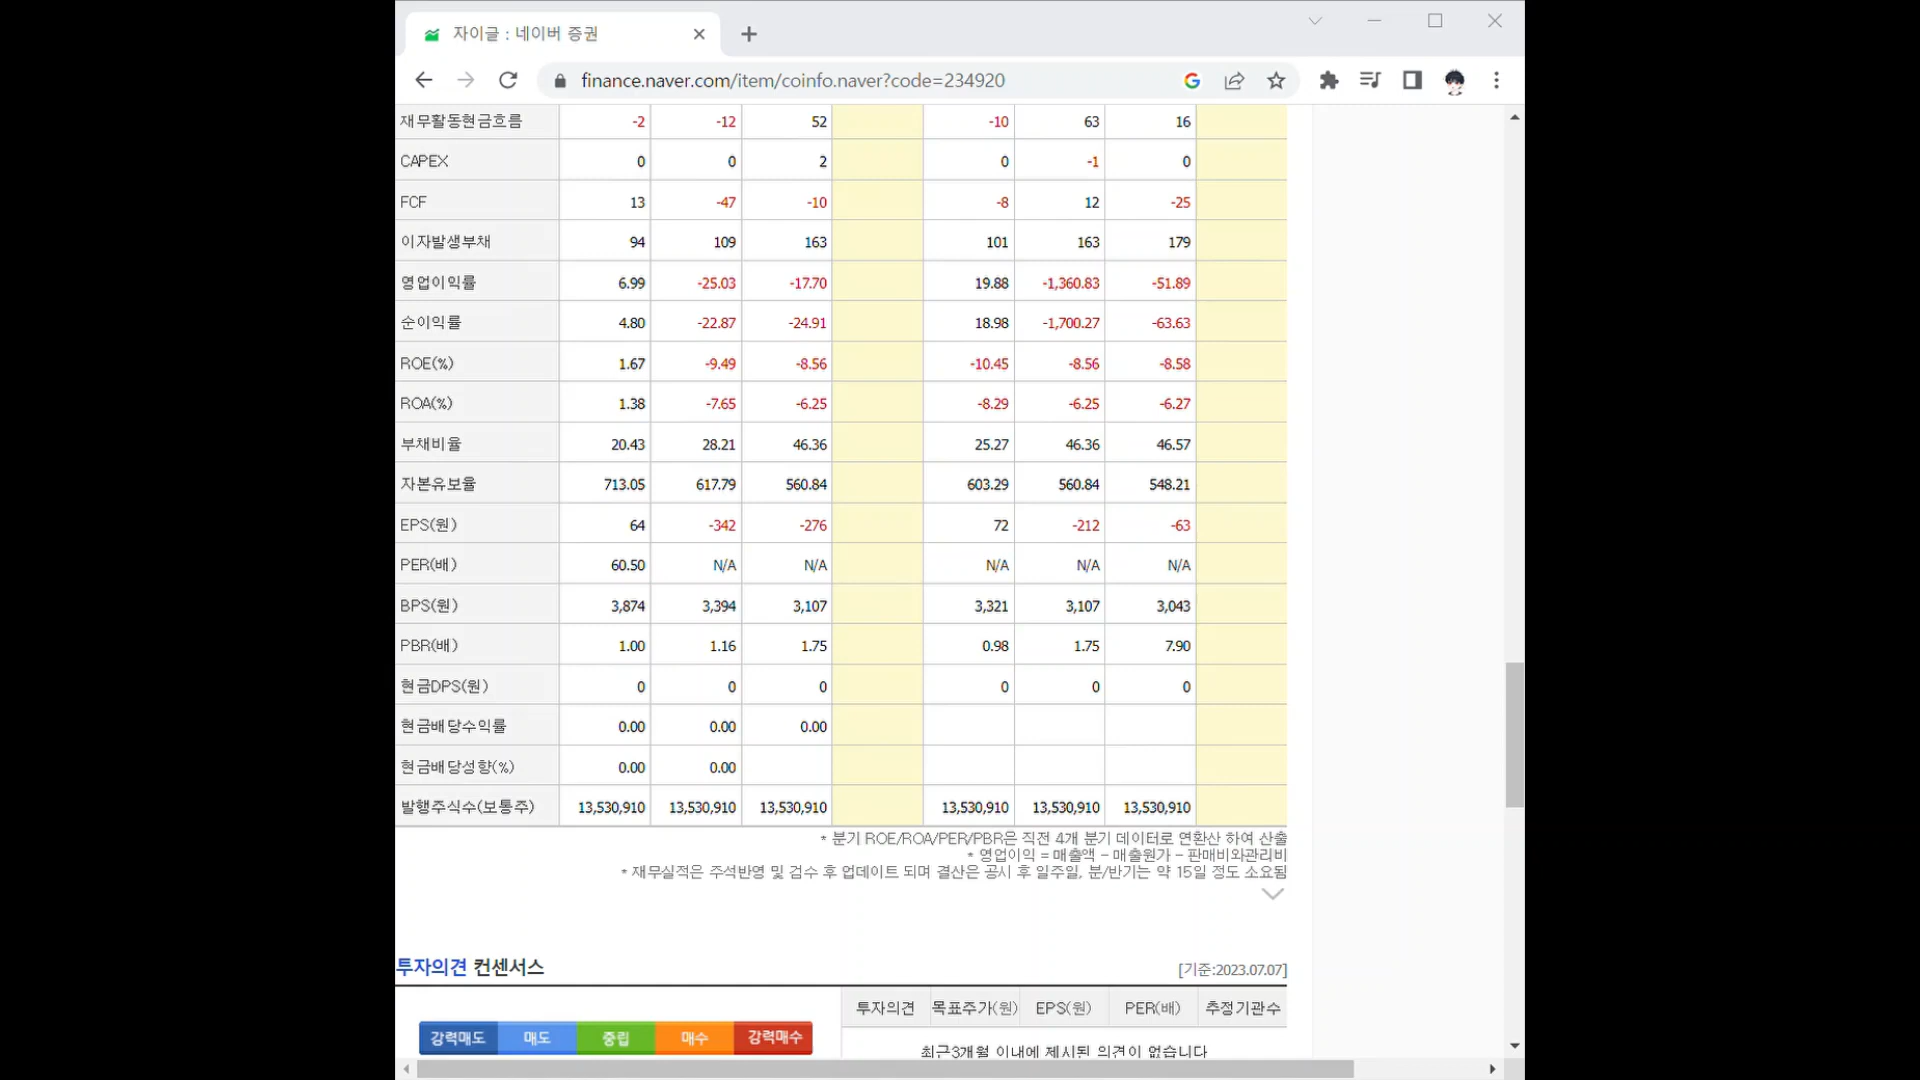 자이글 : 네이버 증권
finance.naver.com/item/coinfo.naver?code=234920
재무활동현금흐름 -2 -12 52 -10 63 16
CAPEX 0 0 2 0 -1 0
FCF 13 -47 -10 -8 12 -25
이자발생부채 94 109 163 101 163 179
영업이익률 6.99 -25.03 -17.70 19.88 -1,360.83 -51.89
순이익률 4.80 -22.87 -24.91 18.98 -1,700.27 -63.63
ROE(%) 1.67 -9.49 -8.56 -10.45 -8.56 -8.58
ROA(%) 1.38 -7.65 -6.25 -8.29 -6.25 -6.27
부채비율 20.43 28.21 46.36 25.27 46.36 46.57
자본유보율 713.05 617.79 560.84 603.29 560.84 548.21
EPS(원) 64 -342 -276 72 -212 -63
PER(배) 60.50 N/A N/A N/A N/A N/A
BPS(원) 3,874 3,394 3,107 3,321 3,107 3,043
PBR(배) 1.00 1.16 1.75 0.98 1.75 7.90
현금DPS(원) 0 0 0 0 0 0
현금배당수익률 0.00 0.00 0.00
현금배당성향(%) 0.00 0.00
발행주식수(보통주) 13,530,910 13,530,910 13,530,910 13,530,910 13,530,910 13,530,910
* 분기 ROE/ROA/PER/PBR은 직전 4개 분기 데이터로 연환산 하여 산출
* 영업이익 = 매출액 - 매출원가 - 판매비와관리비
* 재무실적은 주석반영 및 검수 후 업데이트 되며 결산은 공시 후 일주일, 분/반기는 약 15일 정도 소요됨
투자의견 컨센서스 [기준:2023.07.07]
투자의견 목표주가(원) EPS(원) PER(배) 추정기관수
강력매도 매도 중립 매수 강력매수
최근3개월 이내에 제시된 의견이 없습니다